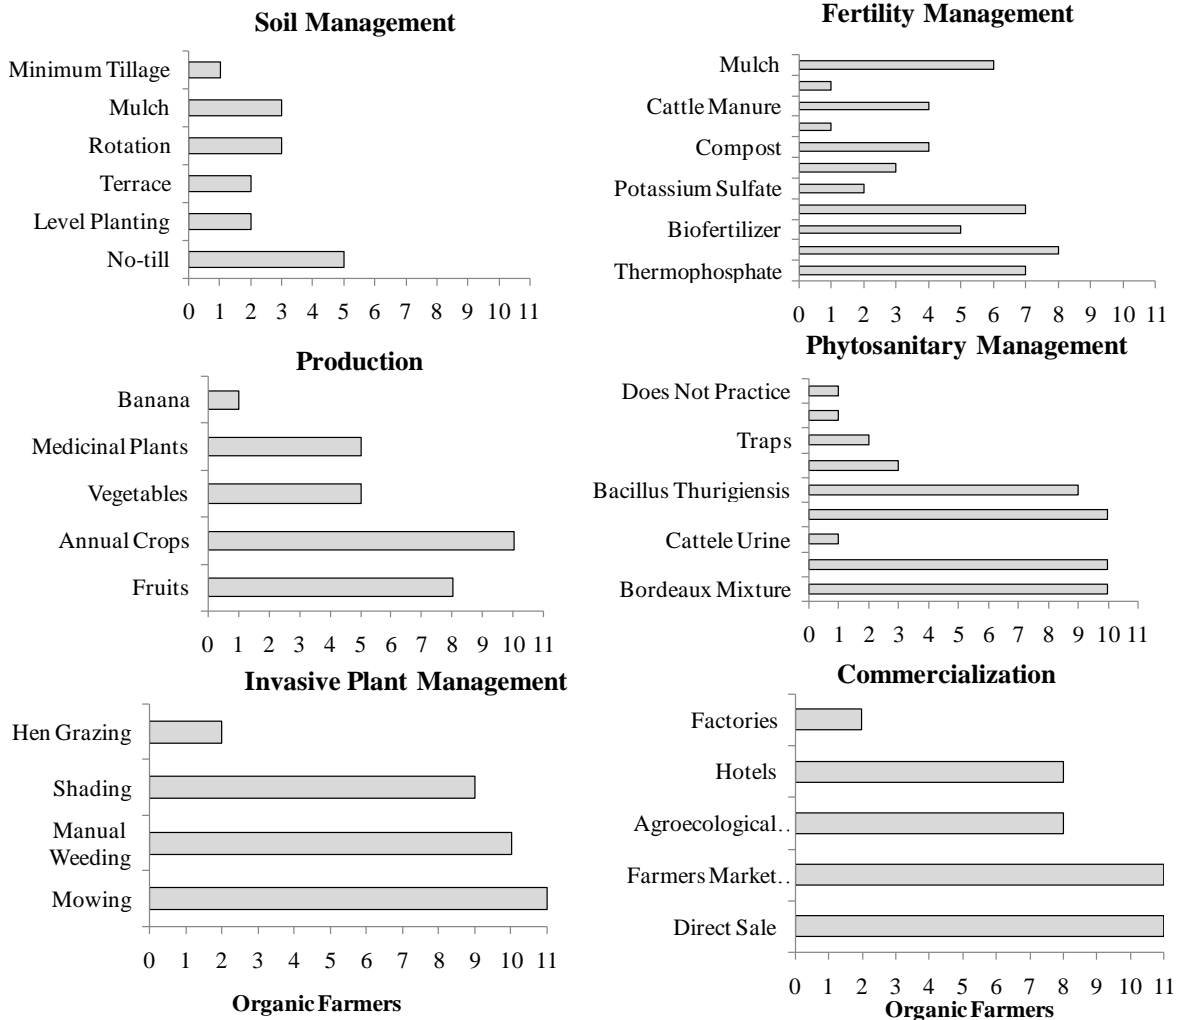 Soil Management
Minimum Tillage
Mulch
Rotation
Terrace
Level Planting
No-till
0 1 2 3 4 5 6 7 8 9 10 11
Fertility Management
Mulch
Cattle Manure
Compost
Potassium Sulfate
Biofertilizer
Thermophosphate
0 1 2 3 4 5 6 7 8 9 10 11
Production
Banana
Medicinal Plants
Vegetables
Annual Crops
Fruits
0 1 2 3 4 5 6 7 8 9 10 11
Phytosanitary Management
Does Not Practice
Traps
Bacillus Thurigiensis
Cattele Urine
Bordeaux Mixture
0 1 2 3 4 5 6 7 8 9 10 11
Invasive Plant Management
Hen Grazing
Shading
Manual
Weeding
Mowing
0 1 2 3 4 5 6 7 8 9 10 11
Organic Farmers
Commercialization
Factories
Hotels
Agroecological..
Farmers Market..
Direct Sale
0 1 2 3 4 5 6 7 8 9 10 11
Organic Farmers